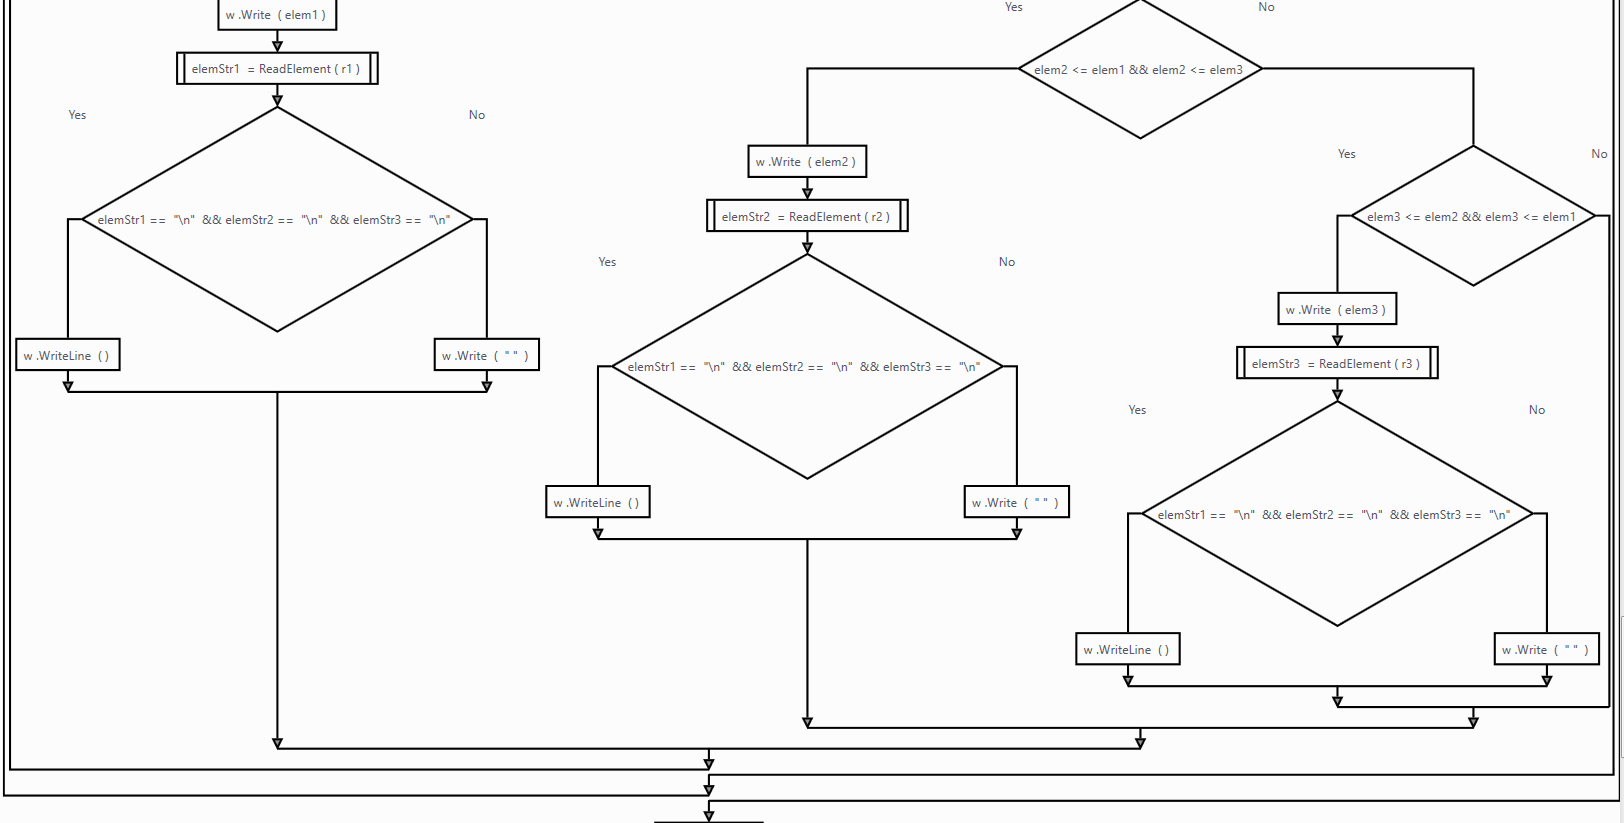 w .Write ( elem1 )
elemStr1 = ReadElement ( r1 )
Yes
No
elemStr1 == "\n" && elemStr2 == "\n" && elemStr3 == "\n"
w .WriteLine ( )
w .Write ( " " )
Yes
No
elem2 <= elem1 && elem2 <= elem3
w .Write ( elem2 )
elemStr2 = ReadElement ( r2 )
Yes
No
elemStr1 == "\n" && elemStr2 == "\n" && elemStr3 == "\n"
w .WriteLine ( )
w .Write ( " " )
Yes
No
elem3 <= elem2 && elem3 <= elem1
w .Write ( elem3 )
elemStr3 = ReadElement ( r3 )
Yes
No
elemStr1 == "\n" && elemStr2 == "\n" && elemStr3 == "\n"
w .WriteLine ( )
w .Write ( " " )